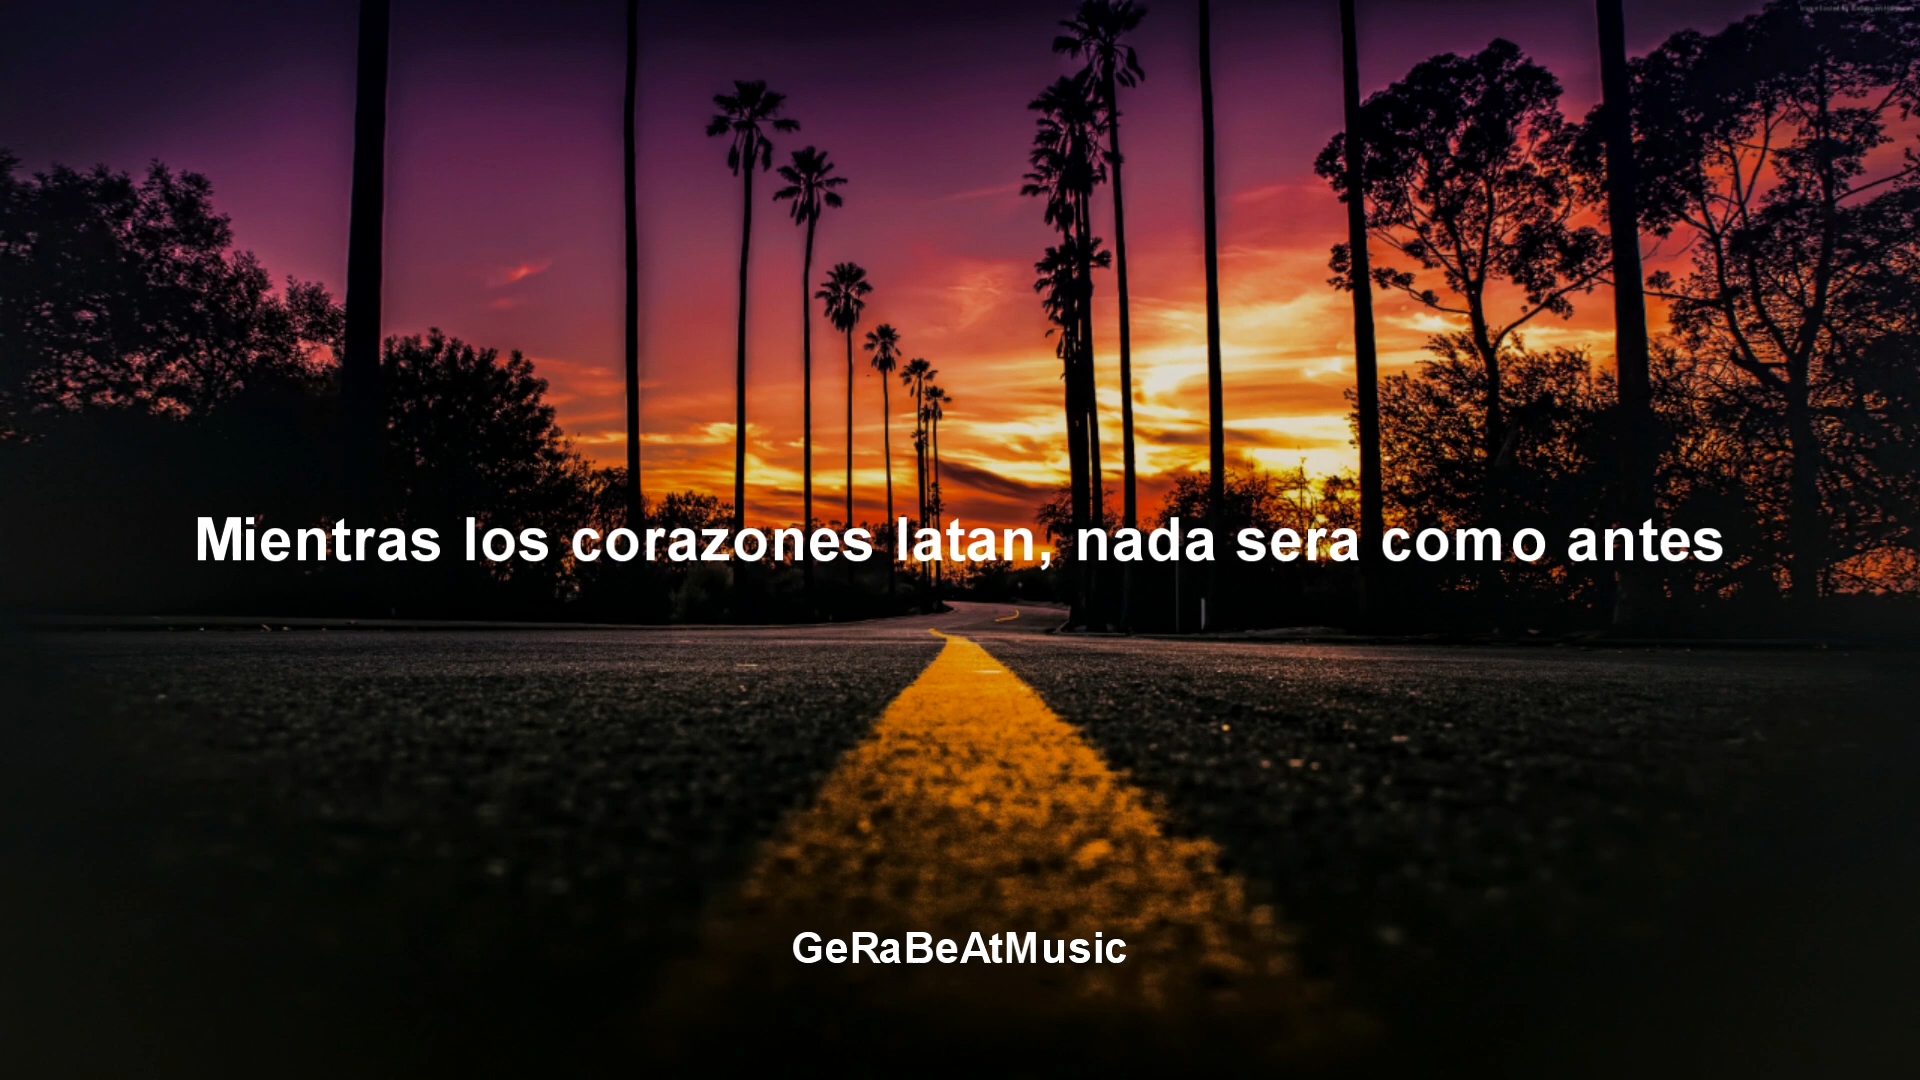 Mientras los corazones latan, nada sera como antes
GeRaBeAtMusic